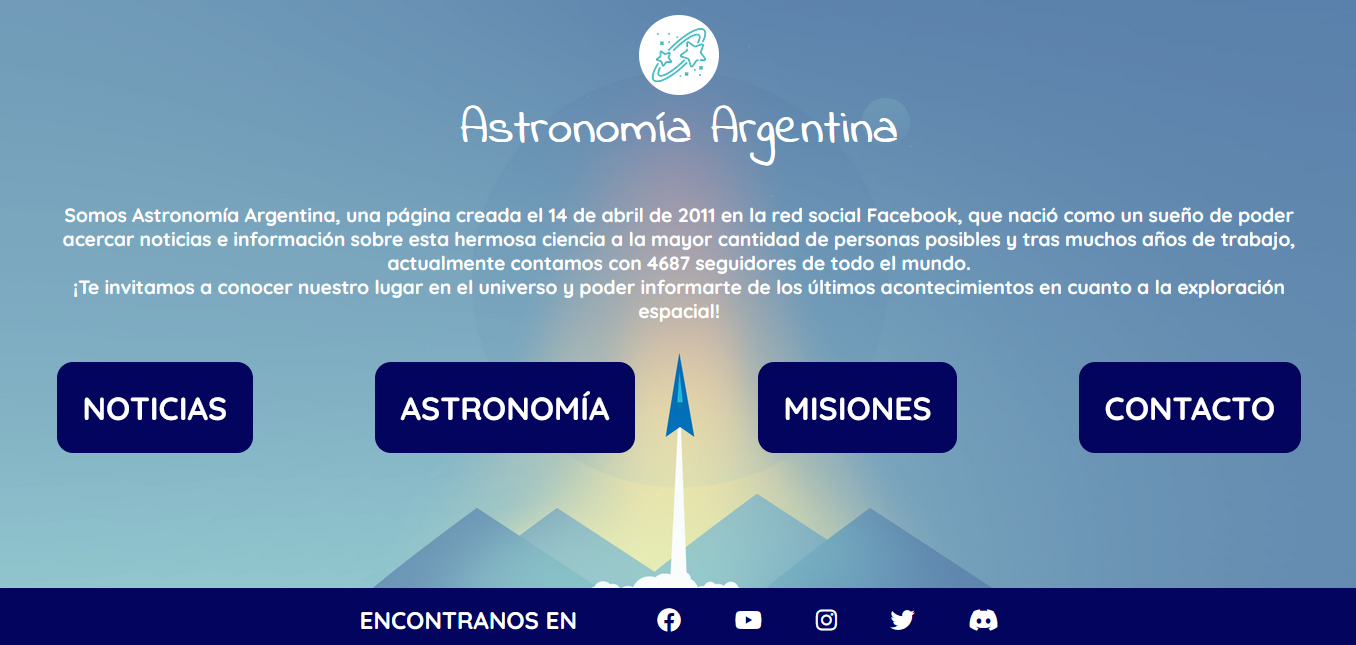 Astronomía Argentina
Somos Astronomía Argentina, una página creada el 14 de abril de 2011 en la red social Facebook, que nació como un sueño de poder
acercar noticias e información sobre esta hermosa ciencia a la mayor cantidad de personas posibles y tras muchos años de trabajo,
actualmente contamos con 4687 seguidores de todo el mundo.
¡Te invitamos a conocer nuestro lugar en el universo y poder informarte de los últimos acontecimientos en cuanto a la exploración
espacial!
NOTICIAS
ASTRONOMÍA
MISIONES
CONTACTO
ENCONTRANOS EN